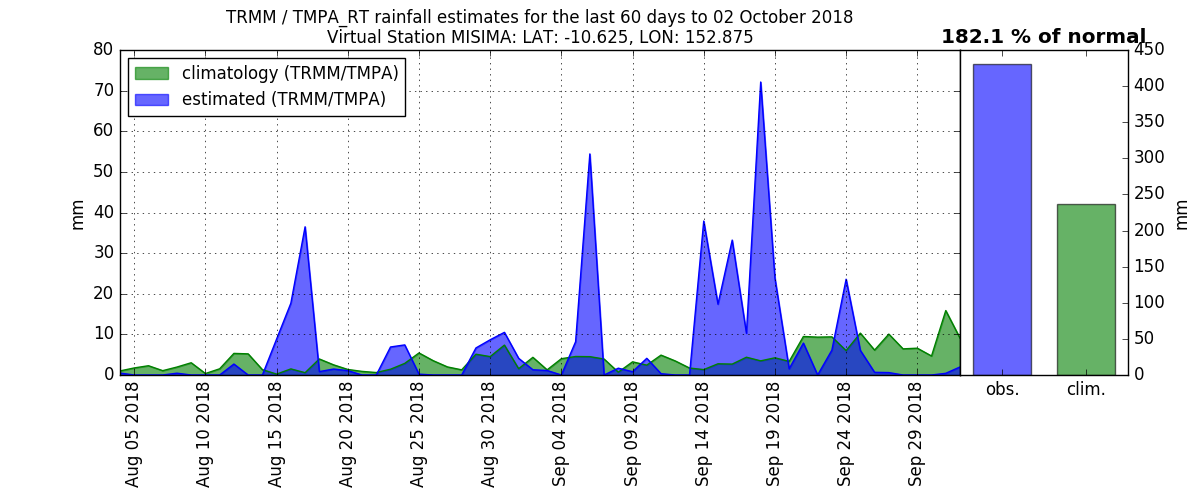 TRMM / TMPA_RT rainfall estimates for the last 60 days to 02 October 2018
Virtual Station MISIMA: LAT: -10.625, LON: 152.875
182.1 % of normal
climatology (TRMM/TMPA)
estimated (TRMM/TMPA)
mm
80
70
60
50
40
30
20
10
0
Aug 05 2018
Aug 10 2018
Aug 15 2018
Aug 20 2018
Aug 25 2018
Aug 30 2018
Sep 04 2018
Sep 09 2018
Sep 14 2018
Sep 19 2018
Sep 24 2018
Sep 29 2018
450
400
350
300
250
200
150
100
50
0
mm
obs.
clim.